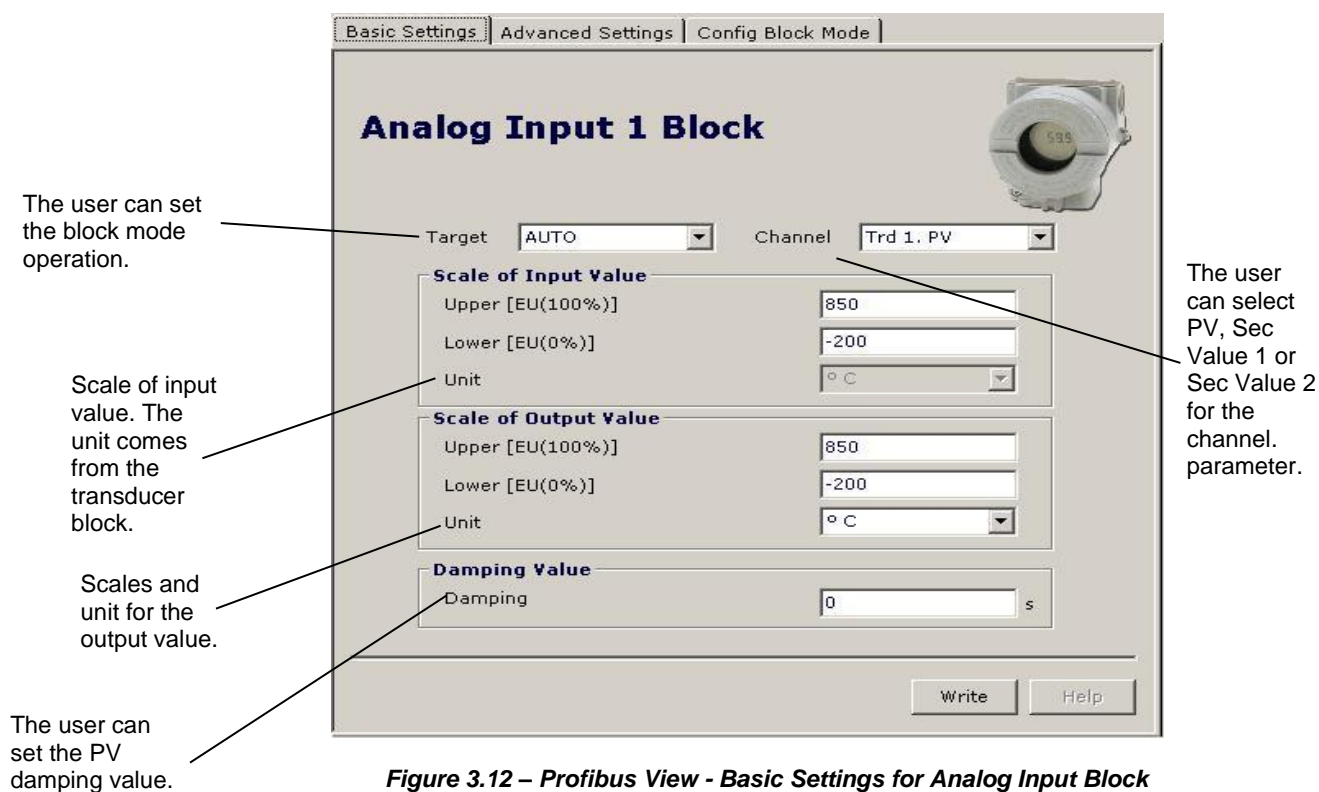 Basic Settings
Advanced Settings
Config Block Mode
Analog Input 1 Block
59.5
The user can set
the block mode
operation.
Target
AUTO
Channel
Trd 1. PV
Scale of Input Value
Upper [EU(100%)]
850
Lower [EU(0%)]
-200
Unit
º C
The user
can select
PV, Sec
Value 1 or
Sec Value 2
for the
channel.
parameter.
Scale of input
value. The
unit comes
from the
transducer
block.
Scale of Output Value
Upper [EU(100%)]
850
Lower [EU(0%)]
-200
Unit
º C
Scales and
unit for the
output value.
Damping Value
Damping
0
s
Write
Help
The user can
set the PV
damping value.
Figure 3.12 – Profibus View - Basic Settings for Analog Input Block